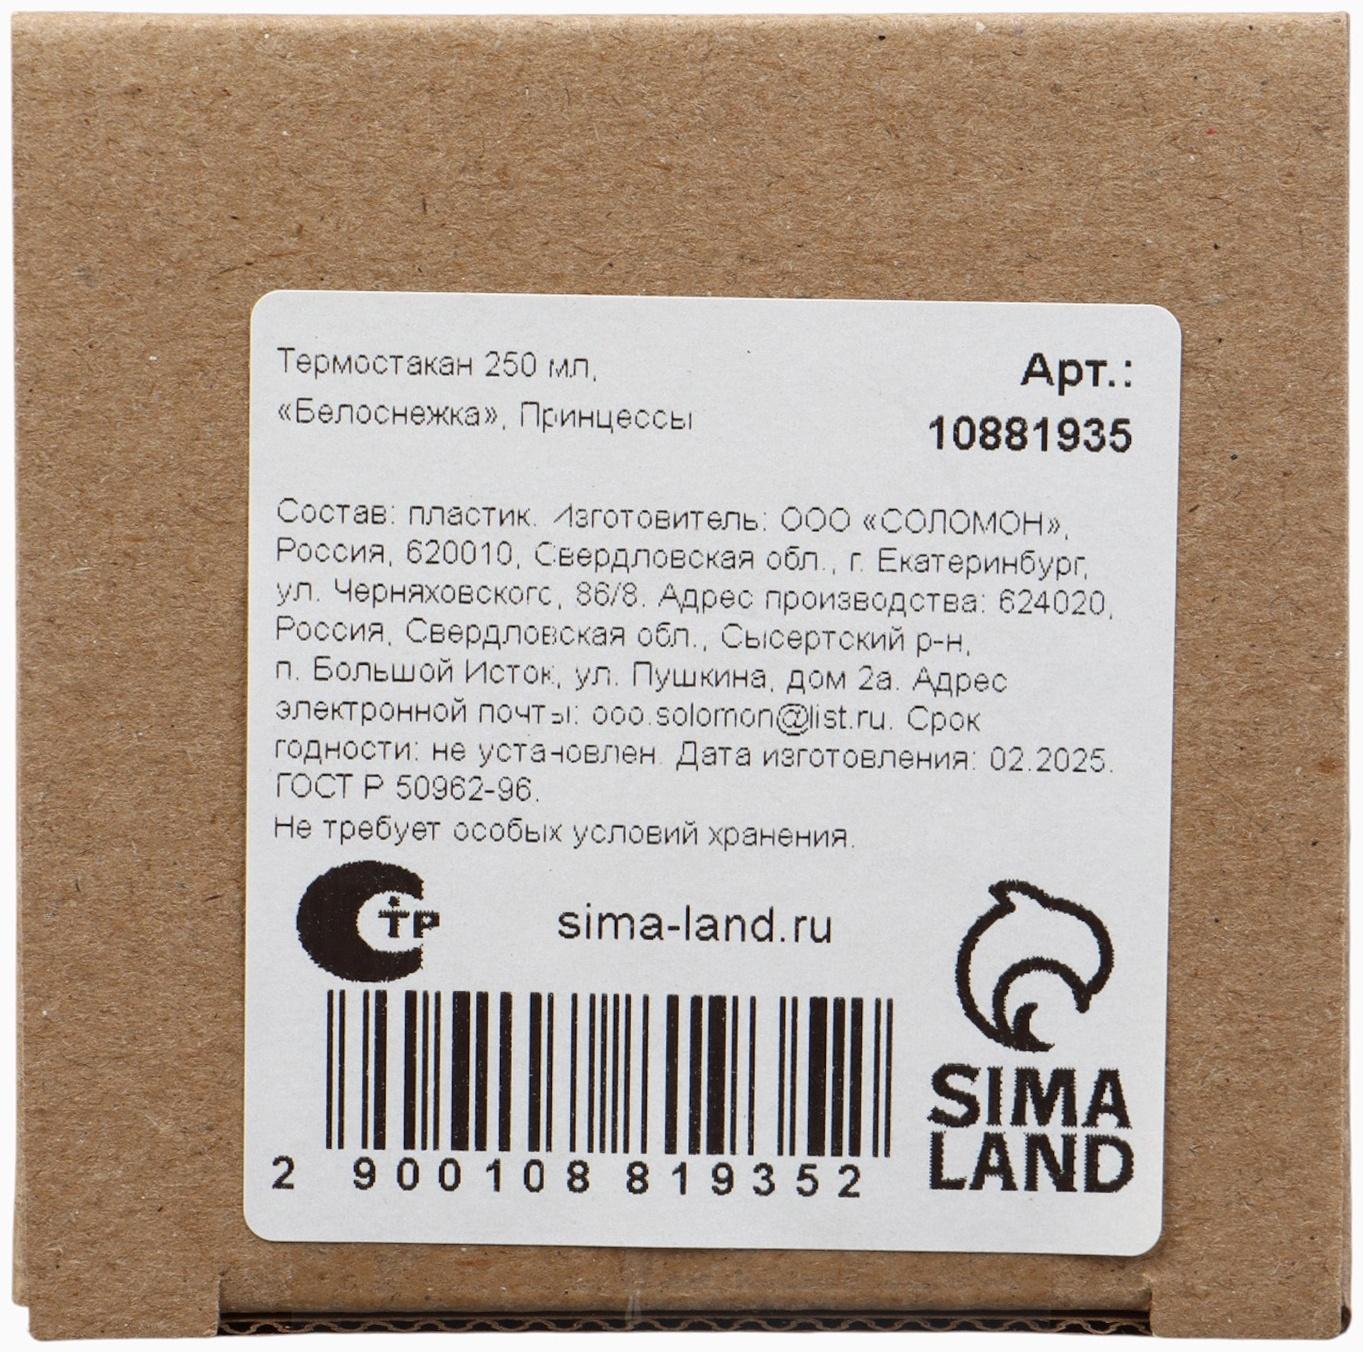 Термостакан 250 мл,
«Белоснежка», Принцессы
Арт.:
10881935
Состав: пластик. Изготовитель: ООО «СОЛОМОН»,
Россия, 620010, Свердловская обл., г. Екатеринбург,
ул. Черняховского, 86/8. Адрес производства: 624020,
Россия, Свердловская обл., Сысертский р-н,
п. Большой Исток, ул. Пушкина, дом 2а. Адрес
электронной почты: ooo.solomon@list.ru. Срок
годности: не установлен. Дата изготовления: 02.2025.
ГОСТ Р 50962-96.
Не требует особых условий хранения.
СТР
sima-land.ru
SIMA
LAND
2 900108 819352